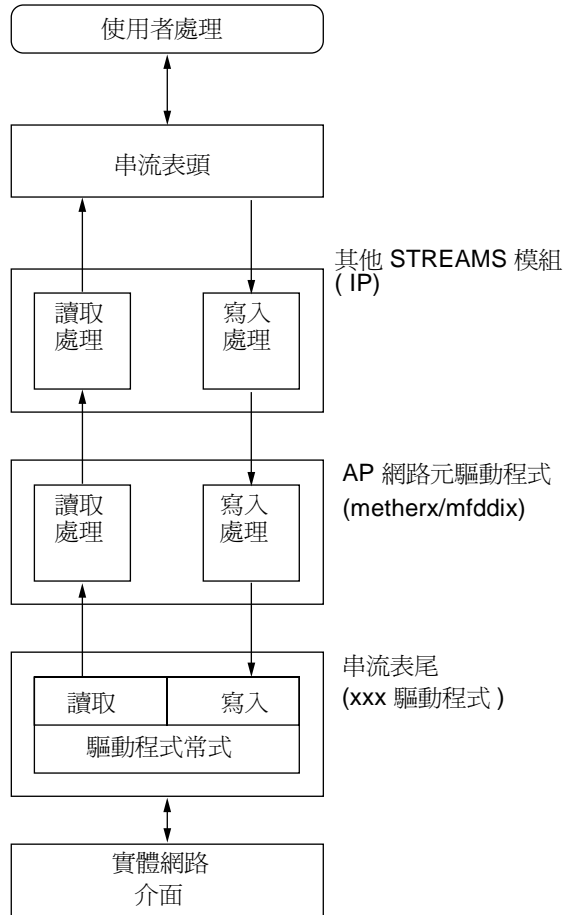 使用者處理
串流表頭
其他 STREAMS 模組
( IP)
讀取
處理
寫入
處理
AP 網路元驅動程式
(metherx/mfddix)
讀取
處理
寫入
處理
串流表尾
(xxx 驅動程式 )
讀取
寫入
驅動程式常式
實體網路
介面